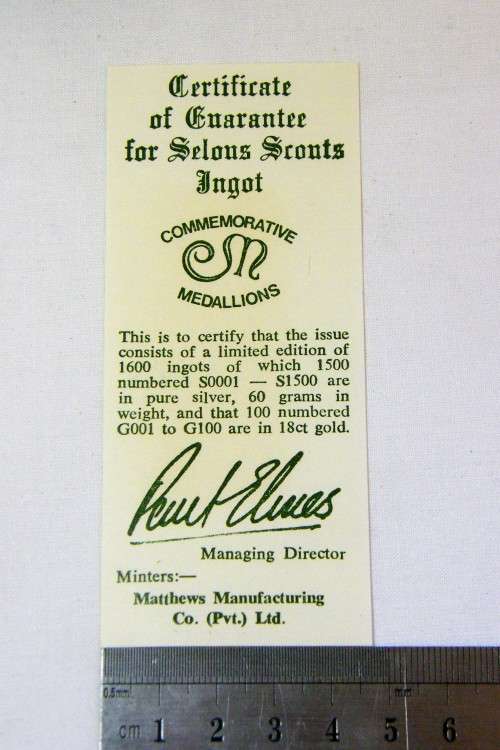 Certificate
of Guarantee
for Selous Scouts
Ingot
COMMEMORATIVE
CM
MEDALLIONS
This is to certify that the issue
consists of a limited edition of
1600 ingots of which 1500
numbered S0001 — S1500 are
in pure silver, 60 grams in
weight, and that 100 numbered
G001 to G100 are in 18ct gold.
Managing Director
Minters:—
Matthews Manufacturing
Co. (Pvt.) Ltd.
0.5mm mm
cm 1 2 3 4 5 6